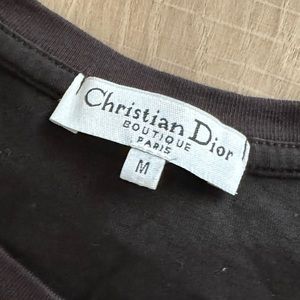 Christian Dior
BOUTIQUE
PARIS
M